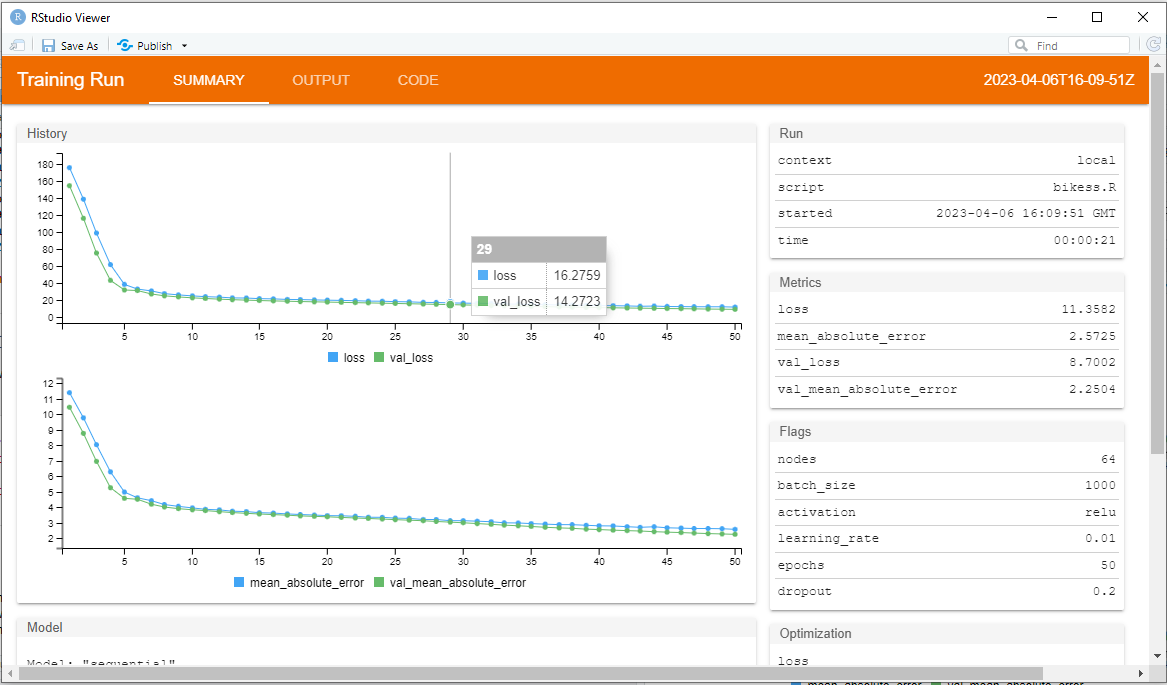 R RStudio Viewer
Save As Publish Find
Training Run SUMMARY OUTPUT CODE 2023-04-06T16-09-51Z
History
180
160
140
120
100
80
60
40
20
0
29
loss 16.2759
val_loss 14.2723
5 10 15 20 25 30 35 40 45 50
loss val_loss
12
11
10
9
8
7
6
5
4
3
2
5 10 15 20 25 30 35 40 45 50
mean_absolute_error val_mean_absolute_error
Model
Model: "sequential"
Run
context local
script bikess.R
started 2023-04-06 16:09:51 GMT
time 00:00:21
Metrics
loss 11.3582
mean_absolute_error 2.5725
val_loss 8.7002
val_mean_absolute_error 2.2504
Flags
nodes 64
batch_size 1000
activation relu
learning_rate 0.01
epochs 50
dropout 0.2
Optimization
loss
mean_absolute_error val_mean_absolute_error